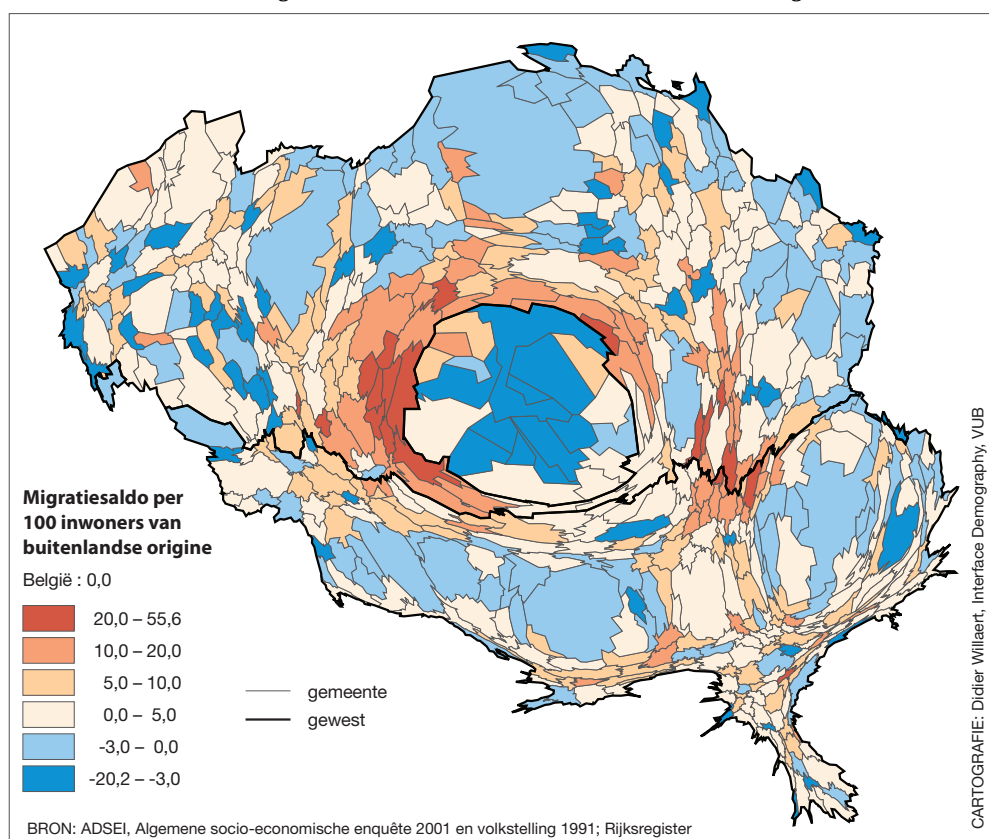 Migratiesaldo per
100 inwoners van
buitenlandse origine
België : 0,0
20,0 – 55,6
10,0 – 20,0
5,0 – 10,0
0,0 – 5,0
-3,0 – 0,0
-20,2 – -3,0
gemeente
gewest
BRON: ADSEI, Algemene socio-economische enquête 2001 en volkstelling 1991; Rijksregister
CARTOGRAFIE: Didier Willaert, Interface Demography, VUB